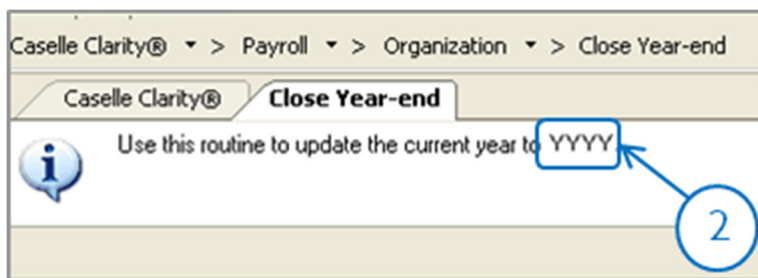 Caselle Clarity® > Payroll > Organization > Close Year-end
Caselle Clarity® Close Year-end
Use this routine to update the current year to YYYY.
2